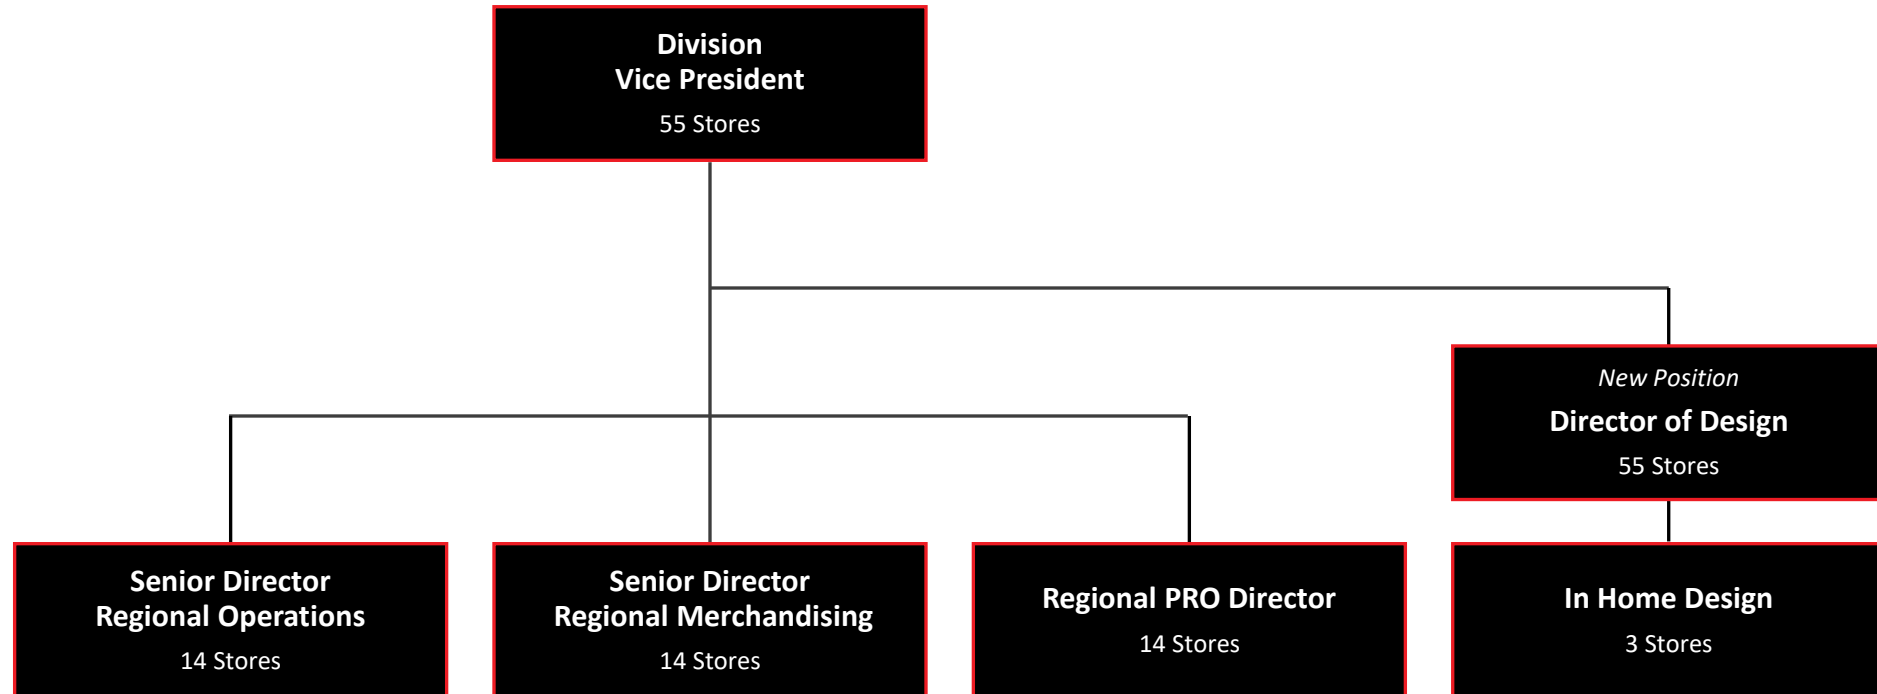 Division
Vice President
55 Stores
New Position
Director of Design
55 Stores
Senior Director
Regional Operations
14 Stores
Senior Director
Regional Merchandising
14 Stores
Regional PRO Director
14 Stores
In Home Design
3 Stores